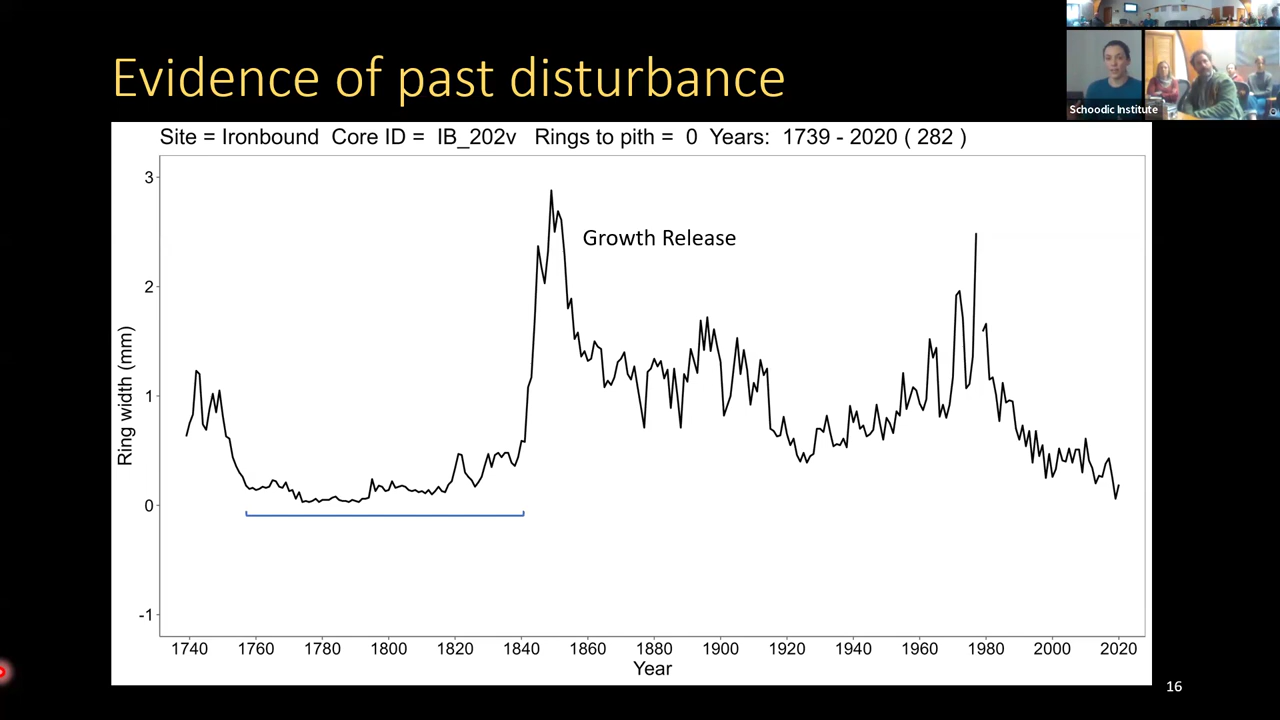 Evidence of past disturbance
Schoodic Institute
Site = Ironbound Core ID = IB_202v Rings to pith = 0 Years: 1739 - 2020 ( 282 )
Growth Release
Ring width (mm)
3
2
1
0
-1
1740 1760 1780 1800 1820 1840 1860 1880 1900 1920 1940 1960 1980 2000 2020
Year
16